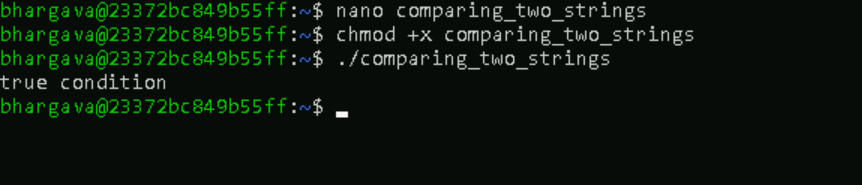 bhargava@23372bc849b55ff:~$ nano comparing_two_strings
bhargava@23372bc849b55ff:~$ chmod +x comparing_two_strings
bhargava@23372bc849b55ff:~$ ./comparing_two_strings
true condition
bhargava@23372bc849b55ff:~$